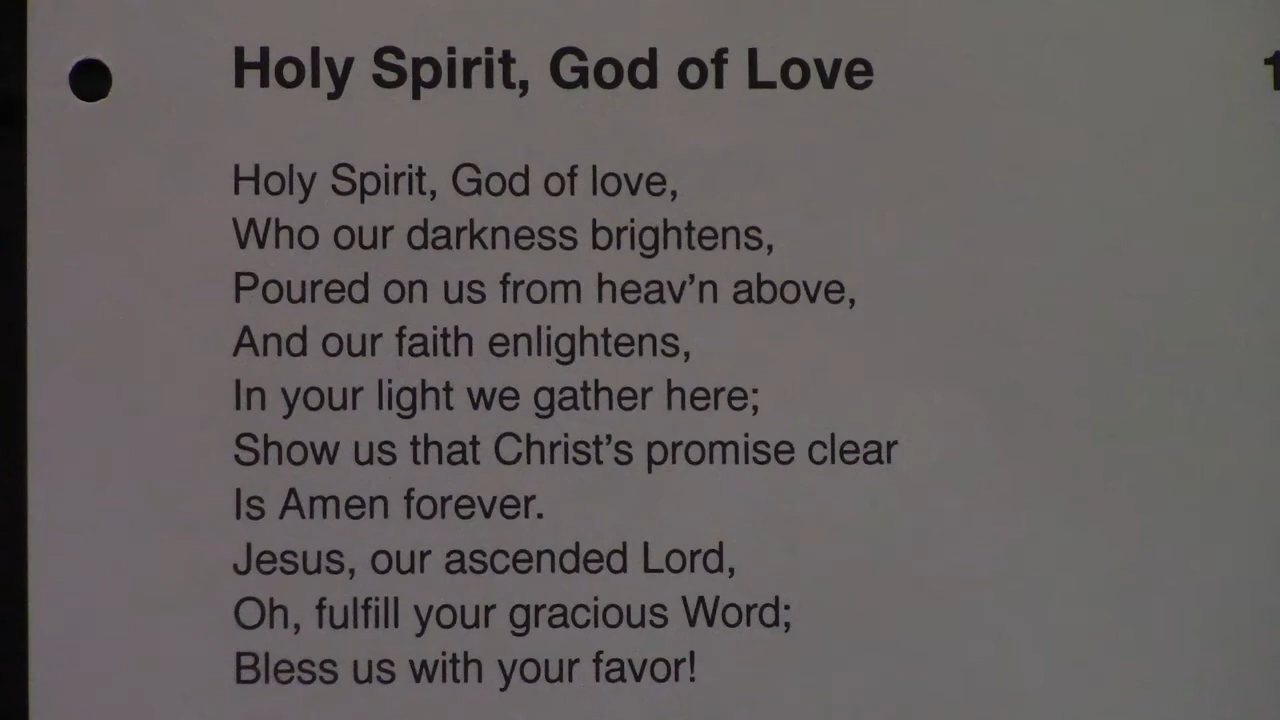 Holy Spirit, God of Love
Holy Spirit, God of love,
Who our darkness brightens,
Poured on us from heav’n above,
And our faith enlightens,
In your light we gather here;
Show us that Christ’s promise clear
Is Amen forever.
Jesus, our ascended Lord,
Oh, fulfill your gracious Word;
Bless us with your favor!